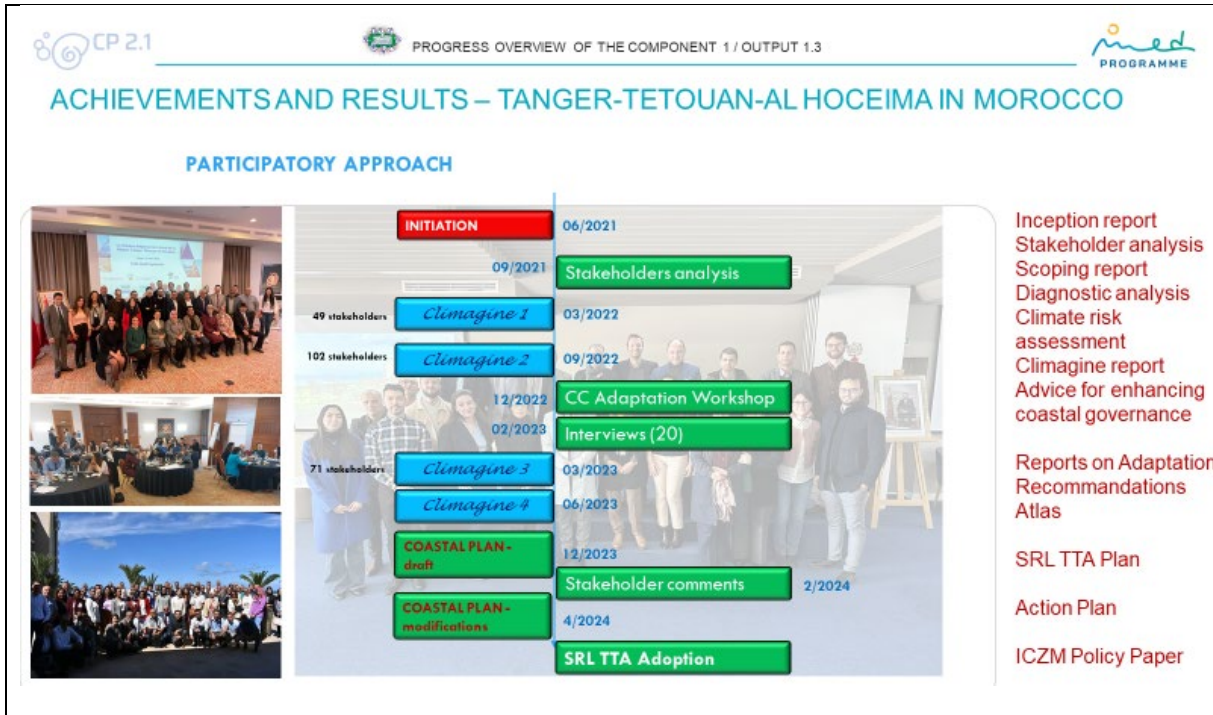 CP 2.1
PROGRESS OVERVIEW OF THE COMPONENT 1 / OUTPUT 1.3
med
PROGRAMME
ACHIEVEMENTS AND RESULTS – TANGER-TETOUAN-AL HOCEIMA IN MOROCCO
PARTICIPATORY APPROACH
INITIATION
06/2021
09/2021
Stakeholders analysis
49 stakeholders
Climagine 1
03/2022
102 stakeholders
Climagine 2
09/2022
12/2022
CC Adaptation Workshop
02/2023
Interviews (20)
71 stakeholders
Climagine 3
03/2023
Climagine 4
06/2023
COASTAL PLAN-
draft
12/2023
Stakeholder comments
2/2024
COASTAL PLAN-
modifications
4/2024
SRL TTA Adoption
Inception report
Stakeholder analysis
Scoping report
Diagnostic analysis
Climate risk
assessment
Climagine report
Advice for enhancing
coastal governance
Reports on Adaptation
Recommandations
Atlas
SRL TTA Plan
Action Plan
ICZM Policy Paper